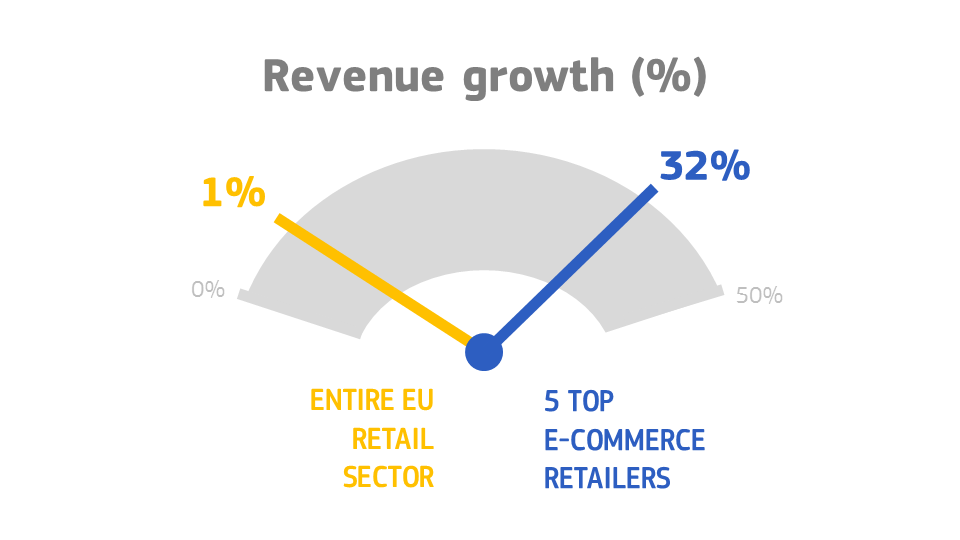 Revenue growth (%)
1%
32%
0%
50%
ENTIRE EU
RETAIL
SECTOR
5 TOP
E-COMMERCE
RETAILERS